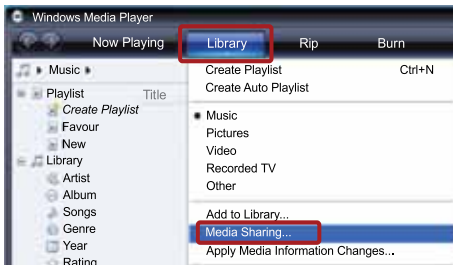 Windows Media Player
Now Playing Library Rip Burn
Music
Playlist Title
Create Playlist
Favour
New
Library
Artist
Album
Songs
Genre
Year
Rating
Create Playlist Ctrl+N
Create Auto Playlist
Music
Pictures
Video
Recorded TV
Other
Add to Library...
Media Sharing...
Apply Media Information Changes...